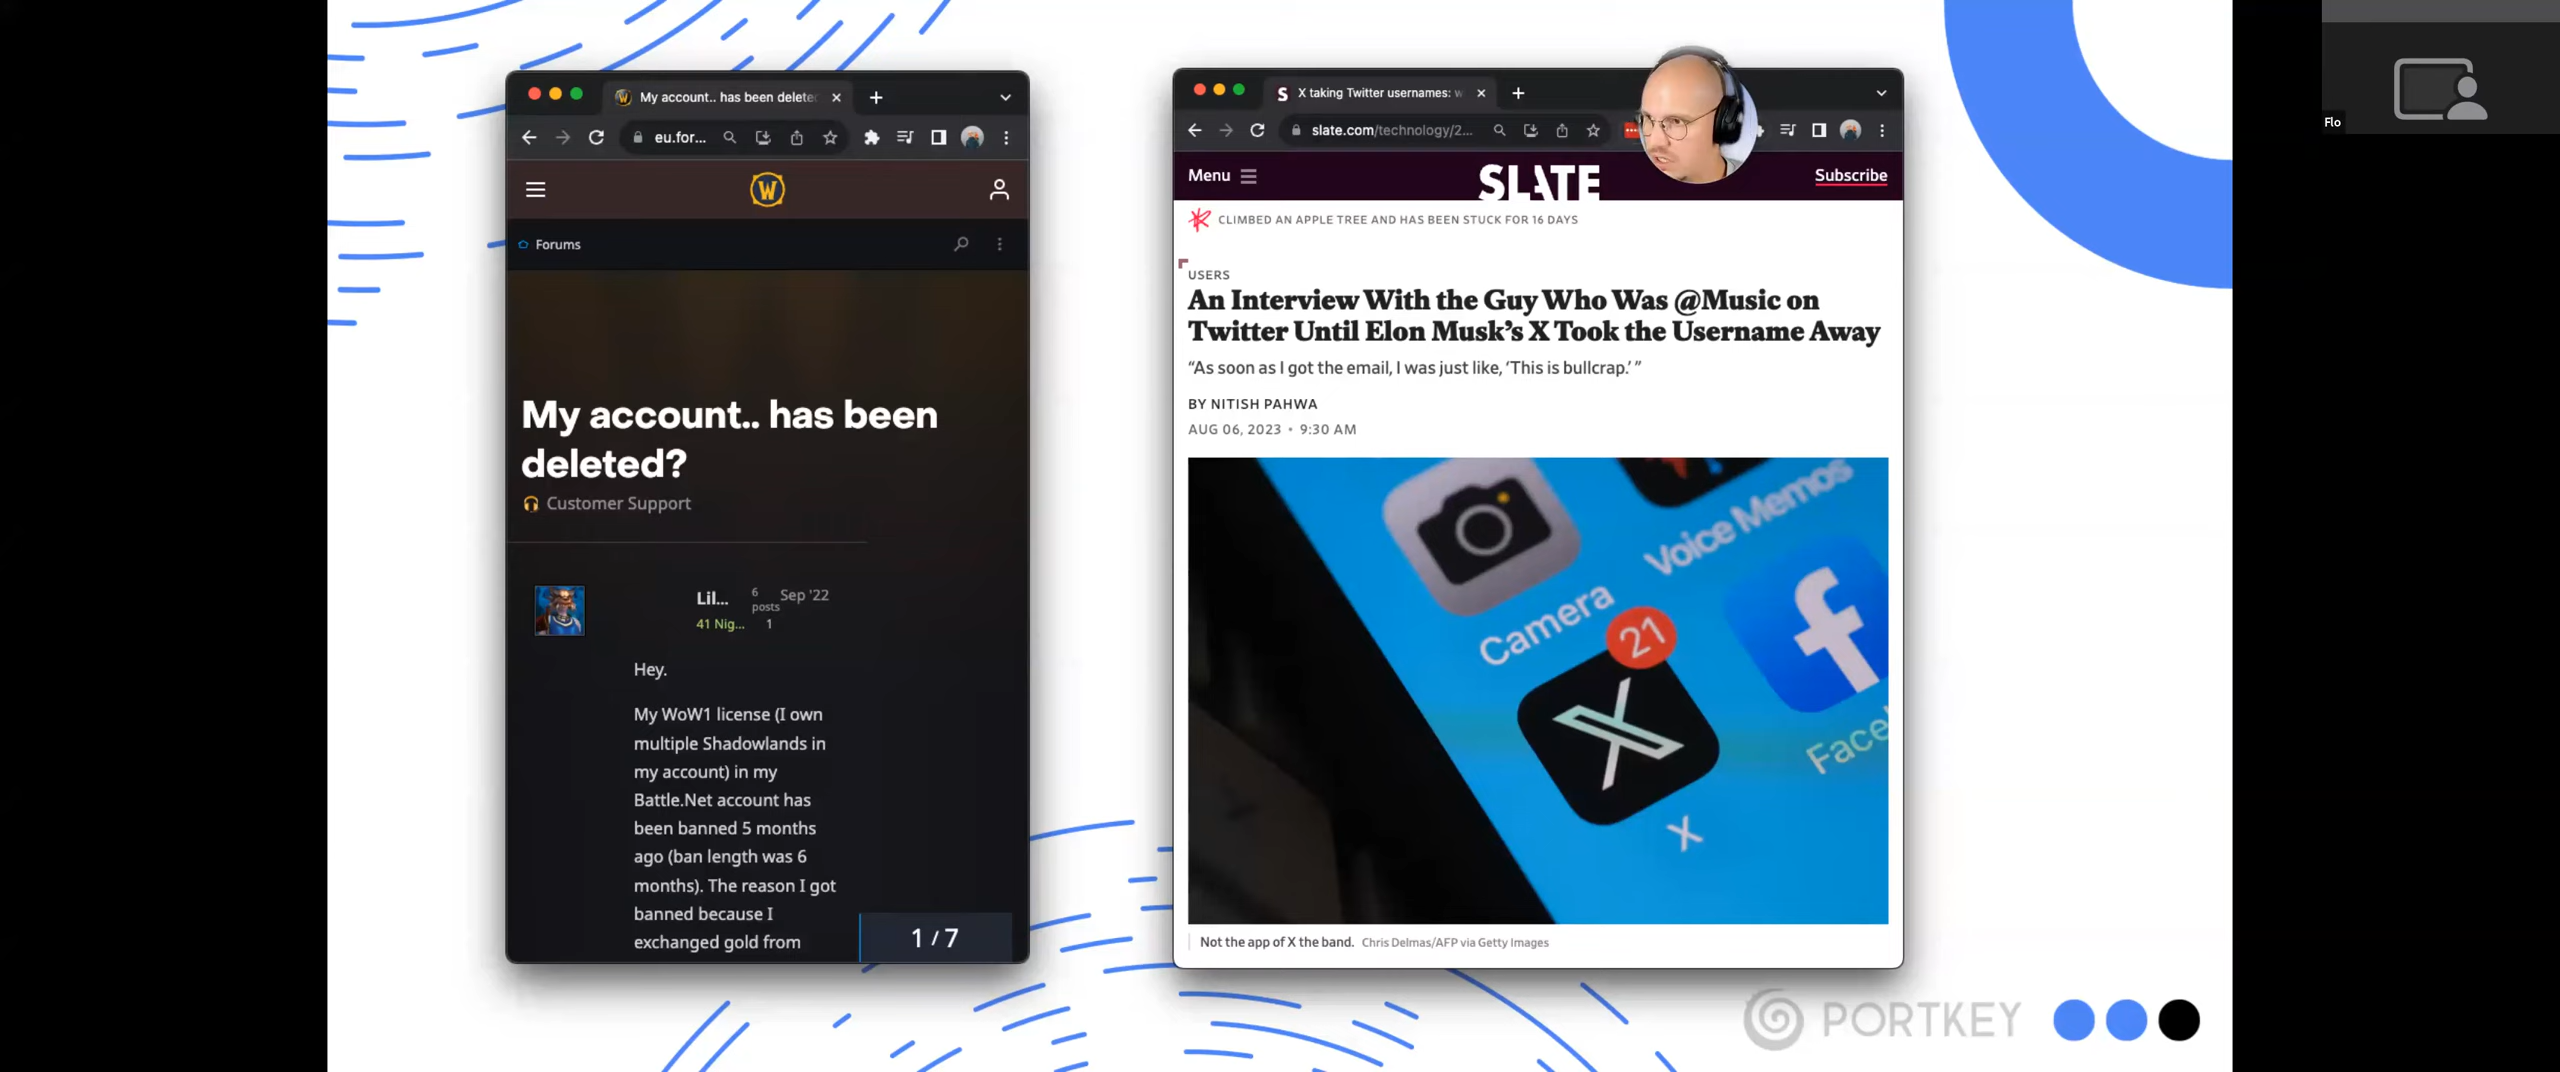 My account.. has been delete
eu.for...
W
Forums
My account.. has been
deleted?
Customer Support
Lil...
6
posts
Sep '22
41 Nig...
1
Hey.
My WoW1 license (I own
multiple Shadowlands in
my account) in my
Battle.Net account has
been banned 5 months
ago (ban length was 6
months). The reason I got
banned because I
exchanged gold from
1 / 7
S X taking Twitter usernames: w
slate.com/technology/2...
Menu
SLATE
Subscribe
CLIMBED AN APPLE TREE AND HAS BEEN STUCK FOR 16 DAYS
USERS
An Interview With the Guy Who Was @Music on
Twitter Until Elon Musk's X Took the Username Away
“As soon as I got the email, I was just like, ‘This is bullcrap.’ ”
BY NITISH PAHWA
AUG 06, 2023 • 9:30 AM
Voice Memos
Camera
21
f
X
Face
X
Not the app of X the band. Chris Delmas/AFP via Getty Images
PORTKEY
Flo